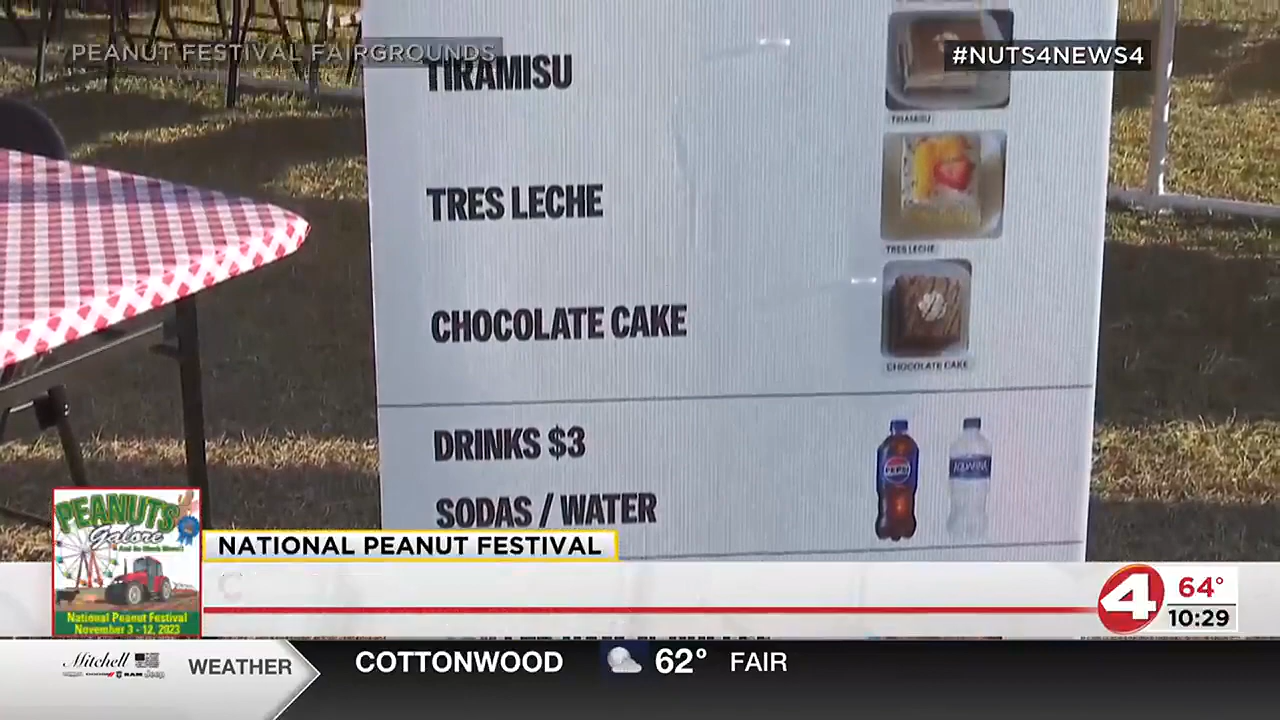 PEANUT FESTIVAL FAIRGROUNDS
#NUTS4NEWS4
TIRAMISU
TIRAMISU
TRES LECHE
TRES LECHE
CHOCOLATE CAKE
CHOCOLATE CAKE
DRINKS $3
PEPSI
AQUAFINA
SODAS / WATER
PEANUTS
Galore
National Peanut Festival
November 3 - 12, 2023
NATIONAL PEANUT FESTIVAL
C
4
64°
10:29
Mitchell
RAM
Jeep
WEATHER
COTTONWOOD
62°
FAIR